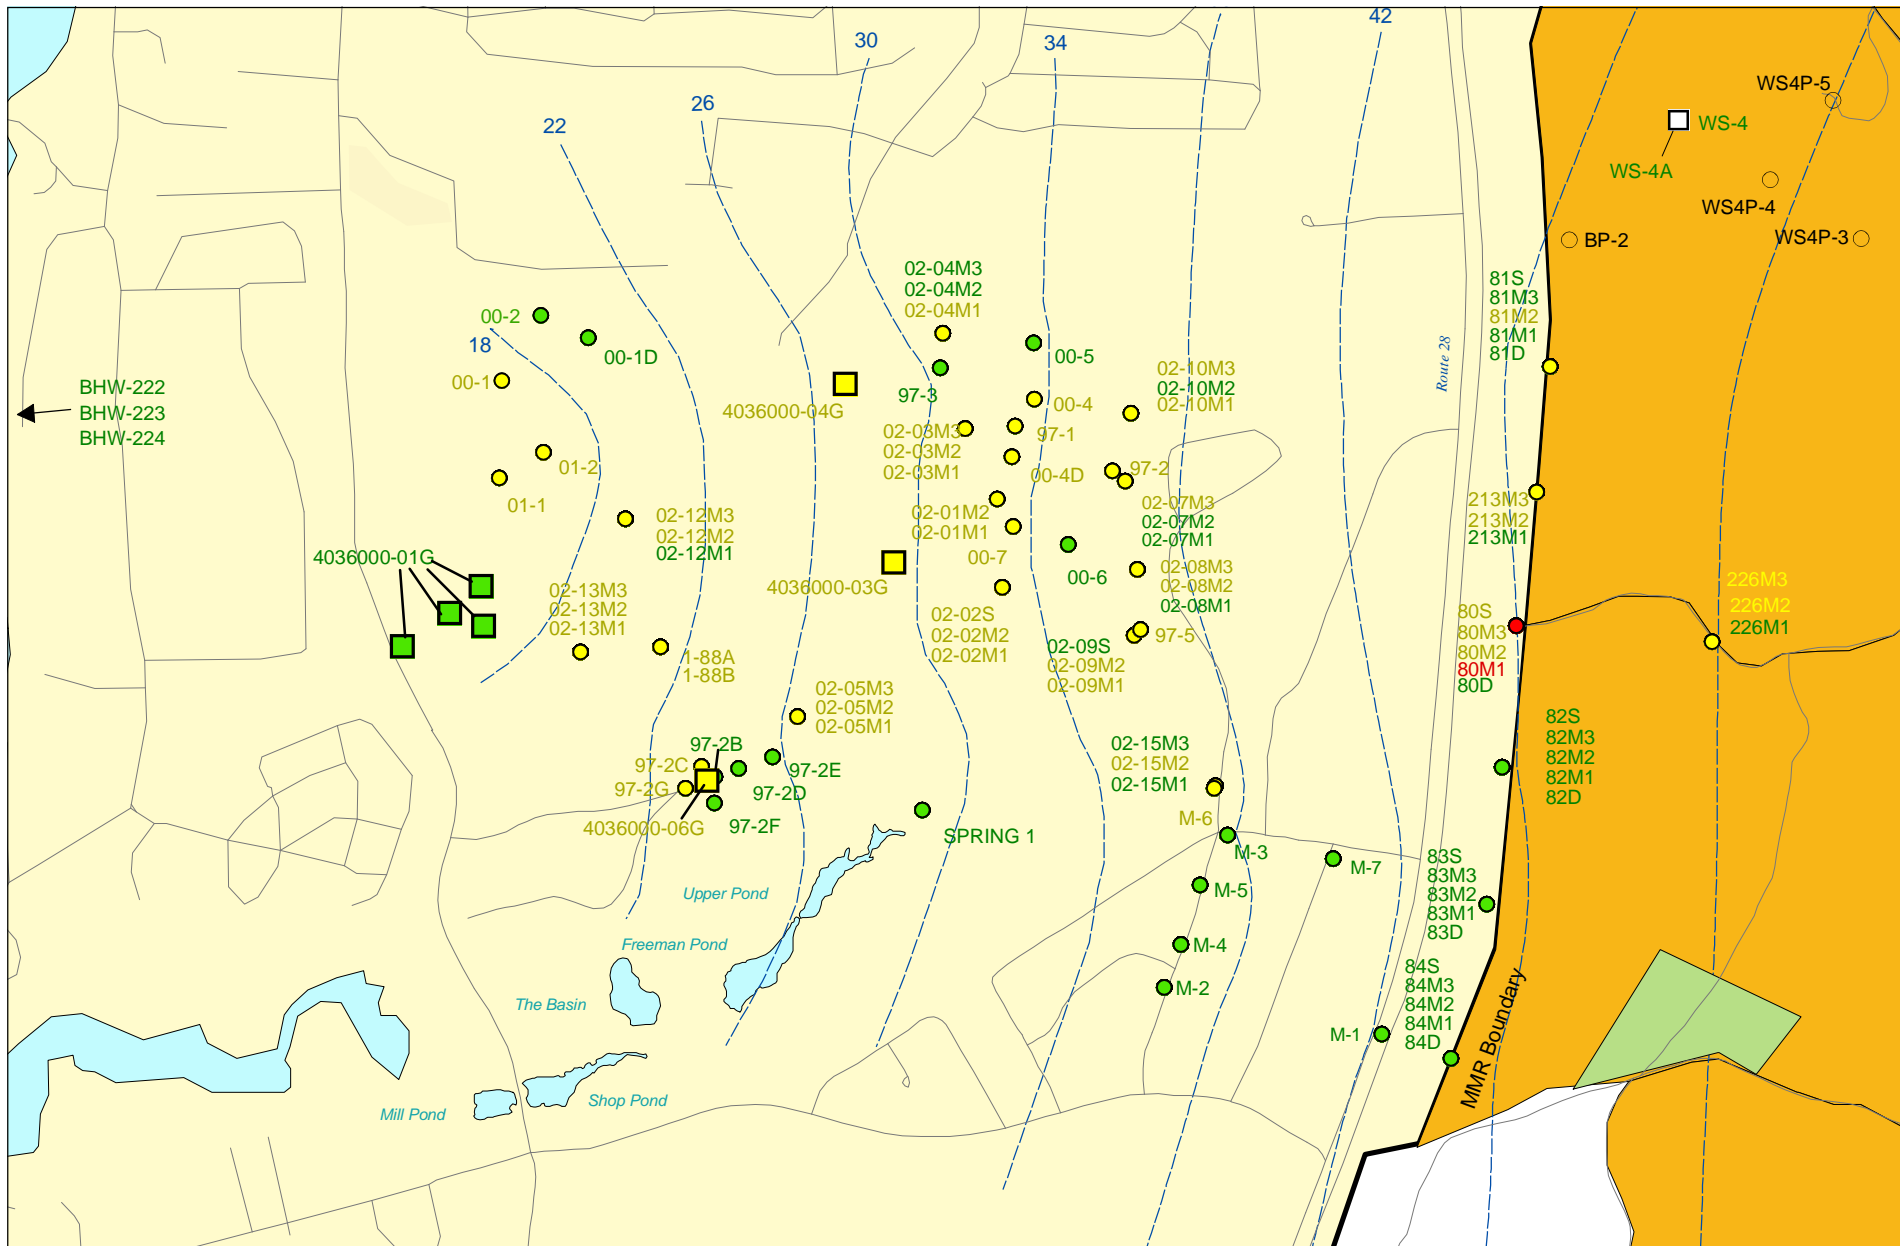 42
30
34
26
22
18
WS4P-5
WS-4
WS-4A
WS4P-4
WS4P-3
BP-2
02-04M3
02-04M2
02-04M1
81S
81M3
81M2
81M1
81D
00-2
00-1D
00-1
00-5
97-3
4036000-04G
00-4
02-10M3
02-10M2
02-10M1
Route 28
BHW-222
BHW-223
BHW-224
02-03M3
02-03M2
02-03M1
97-1
00-4D
97-2
01-2
01-1
02-12M3
02-12M2
02-12M1
02-01M2
02-01M1
00-7
02-07M3
02-07M2
02-07M1
213M3
213M2
213M1
4036000-01G
4036000-03G
00-6
02-08M3
02-08M2
02-08M1
02-13M3
02-13M2
02-13M1
02-02S
02-02M2
02-02M1
97-5
02-09S
02-09M2
02-09M1
80S
80M3
80M2
80M1
80D
226M3
226M2
226M1
1-88A
1-88B
02-05M3
02-05M2
02-05M1
82S
82M3
82M2
82M1
82D
97-2B
97-2C
97-2E
97-2G
97-2D
97-2F
4036000-06G
02-15M3
02-15M2
02-15M1
M-6
SPRING 1
M-3
M-7
M-5
83S
83M3
83M2
83M1
83D
Upper Pond
Freeman Pond
M-4
M-2
The Basin
84S
84M3
84M2
84M1
84D
M-1
MMR Boundary
Mill Pond
Shop Pond